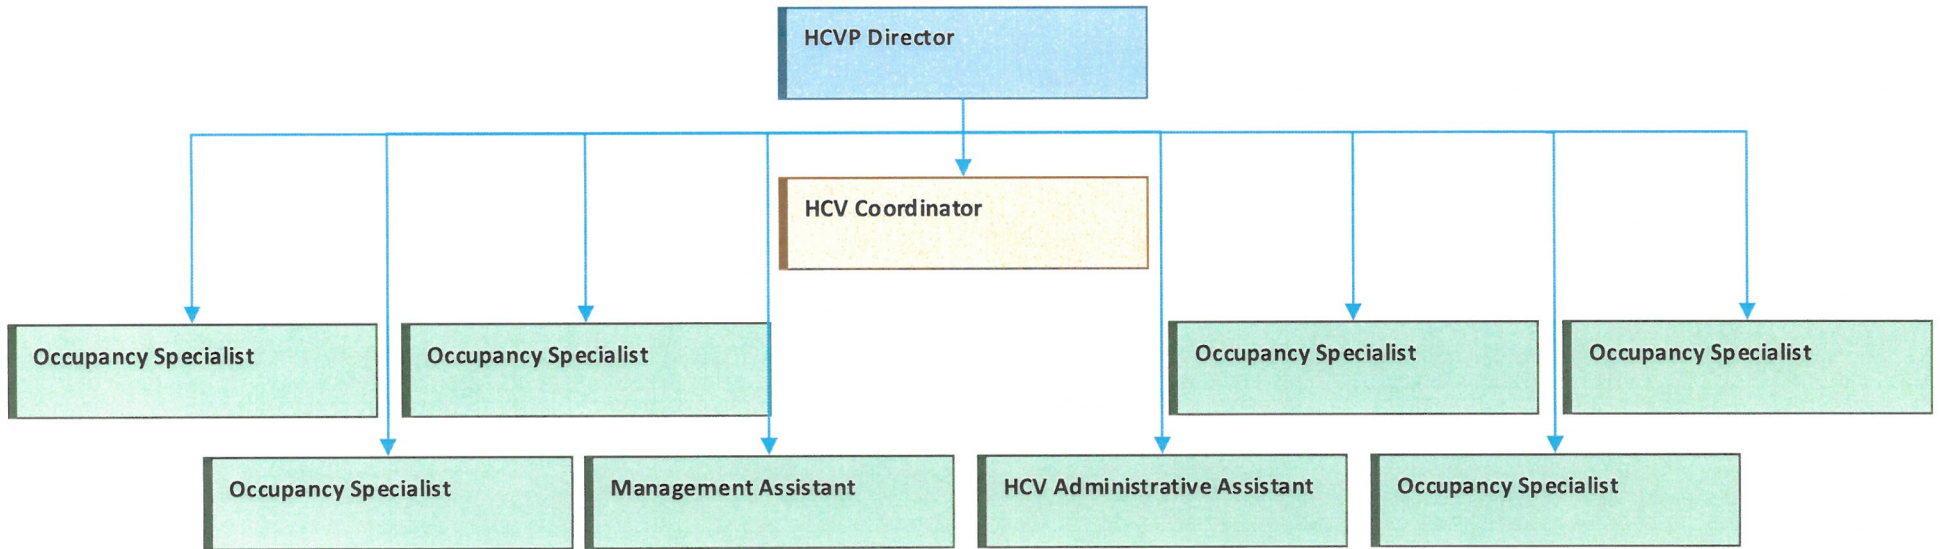 HCVP Director
HCV Coordinator
Occupancy Specialist
Occupancy Specialist
Occupancy Specialist
Occupancy Specialist
Occupancy Specialist
Management Assistant
HCV Administrative Assistant
Occupancy Specialist